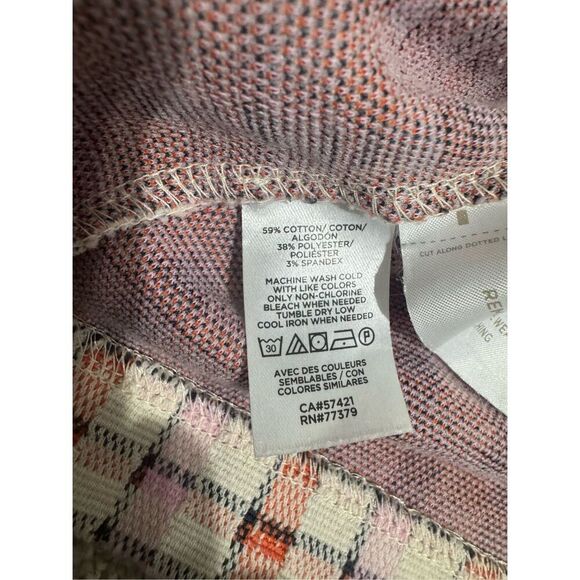 59% COTTON/ COTON/
ALGODÓN
38% POLYESTER/
POLIÉSTER
3% SPANDEX
MACHINE WASH COLD
WITH LIKE COLORS
ONLY NON-CHLORINE
BLEACH WHEN NEEDED
TUMBLE DRY LOW
COOL IRON WHEN NEEDED
30 P
AVEC DES COULEURS
SEMBLABLES / CON
COLORES SIMILARES
CA#57421
RN#77379
CUT ALONG DOTTED